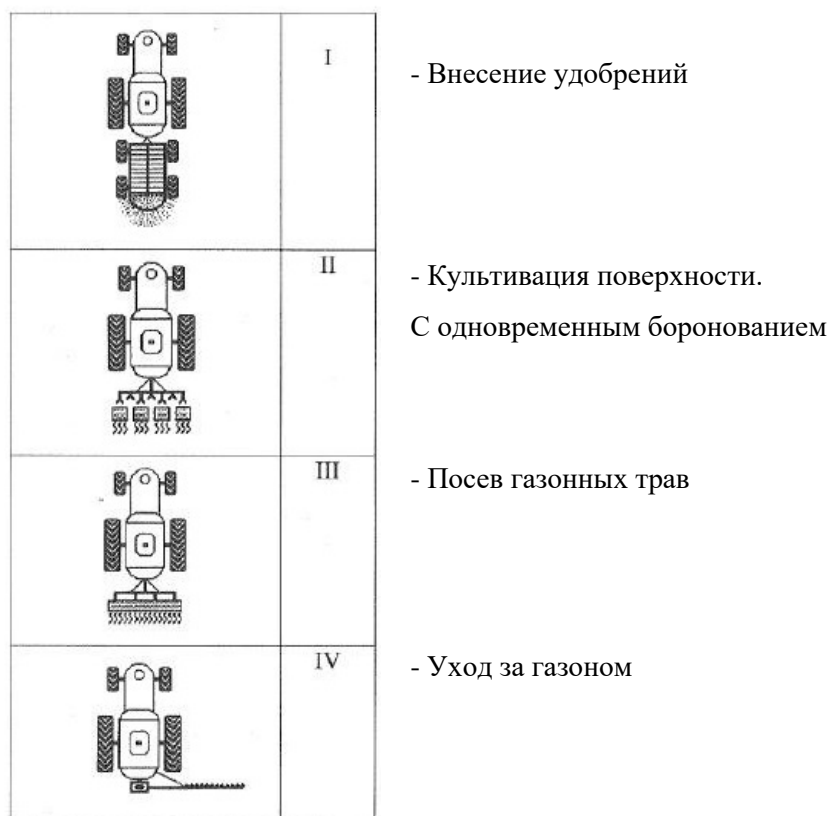 I
- Внесение удобрений
II
- Культивация поверхности.
С одновременным боронованием
III
- Посев газонных трав
IV
- Уход за газоном